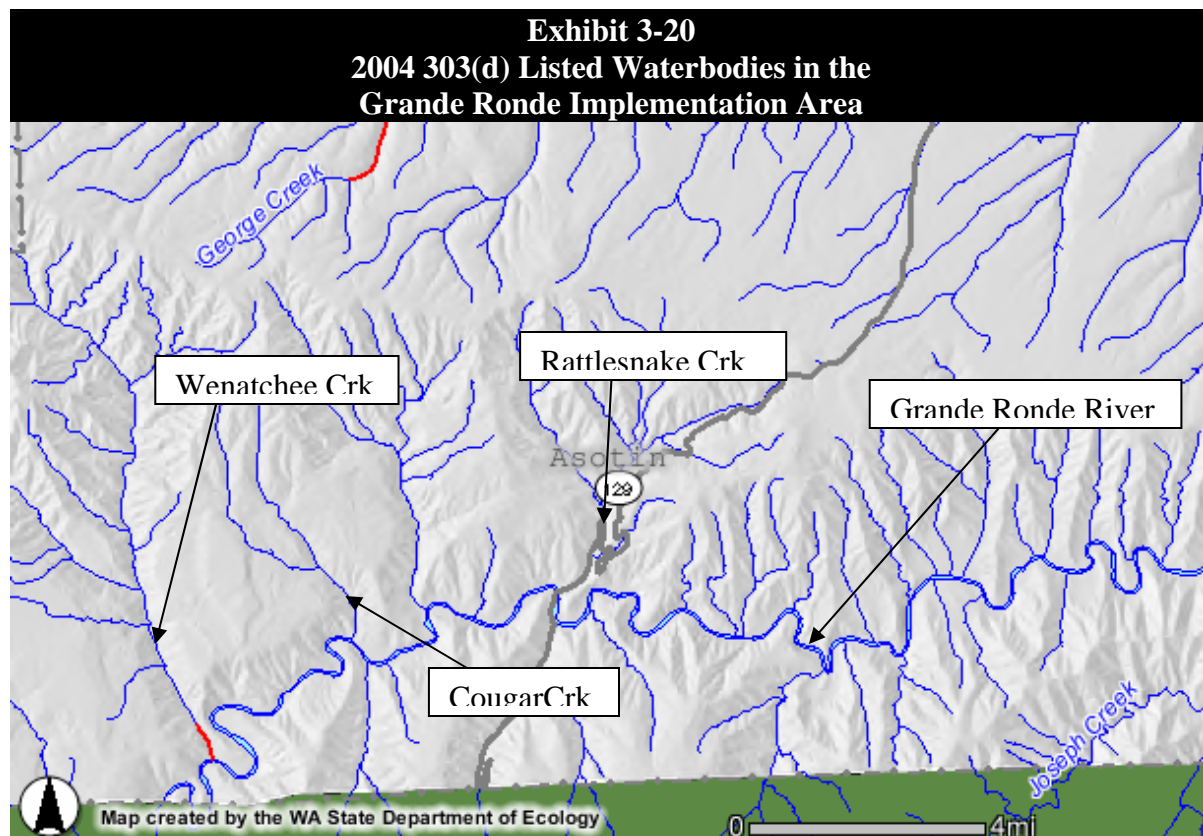 Exhibit 3-20
2004 303(d) Listed Waterbodies in the
Grande Ronde Implementation Area
George Creek
Rattlesnake Crk
Wenatchee Crk
Grande Ronde River
Asotin
129
CougarCrk
Joseph Creek
Map created by the WA State Department of Ecology
0 4mi